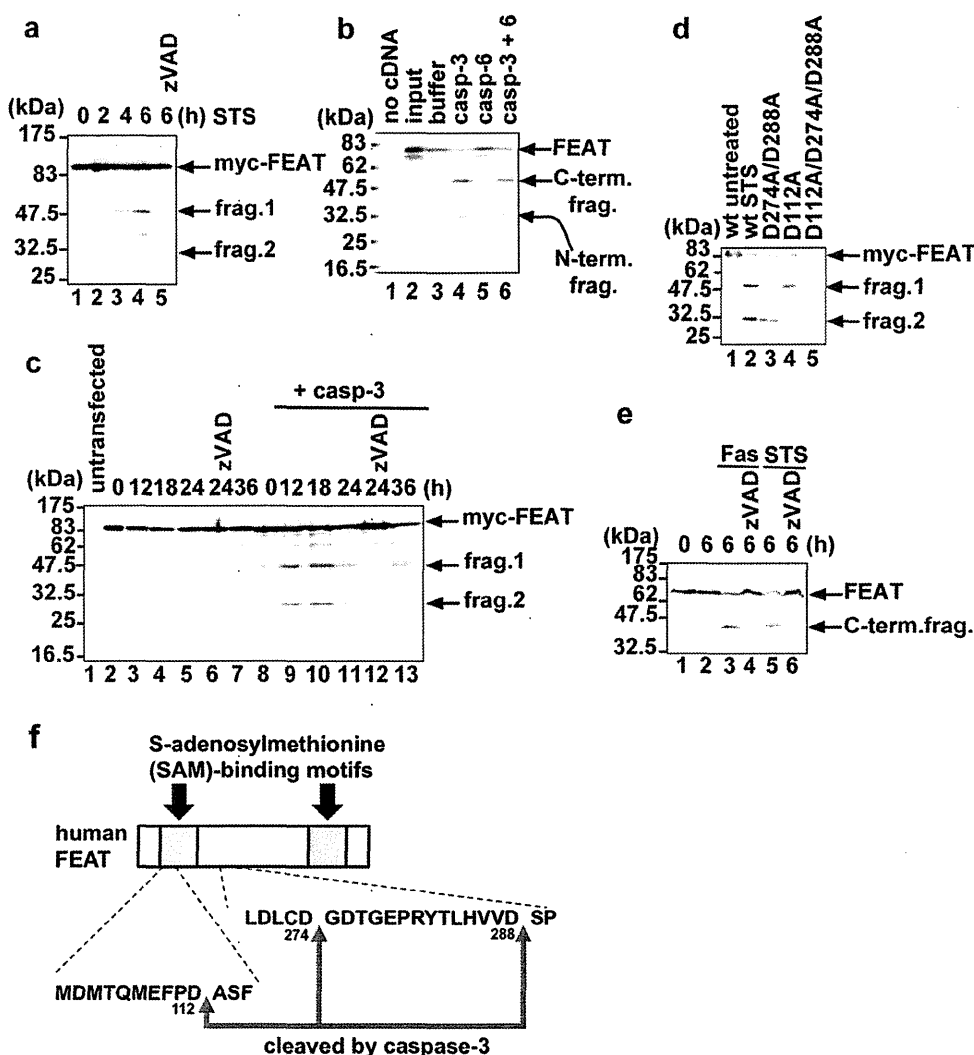 a
zVAD
(kDa) 0 2 4 6 6 (h) STS
175
83
47.5
32.5
25
myc-FEAT
frag.1
frag.2
1 2 3 4 5
b
no cDNA
input
buffer
casp-3
casp-6
casp-3 + 6
(kDa)
83
62
47.5
32.5
25
16.5
FEAT
C-term.
frag.
N-term.
frag.
1 2 3 4 5 6
d
wt untreated
wt STS
D274A/D288A
D112A
D112A/D274A/D288A
(kDa)
83
62
47.5
32.5
25
myc-FEAT
frag.1
frag.2
1 2 3 4 5
c
untransfected
zVAD
+ casp-3
zVAD
(kDa)
0 12 18 24 24 36 0 12 18 24 24 36 (h)
175
83
62
47.5
32.5
25
16.5
myc-FEAT
frag.1
frag.2
1 2 3 4 5 6 7 8 9 10 11 12 13
e
Fas STS
zVAD
zVAD
(kDa) 0 6 6 6 6 6 (h)
175
83
62
47.5
32.5
FEAT
C-term.frag.
1 2 3 4 5 6
f
S-adenosylmethionine
(SAM)-binding motifs
human
FEAT
LDLCD GDTGEPRYTLHVVD SP
274 288
MDMTQMEFPD ASF
112
cleaved by caspase-3